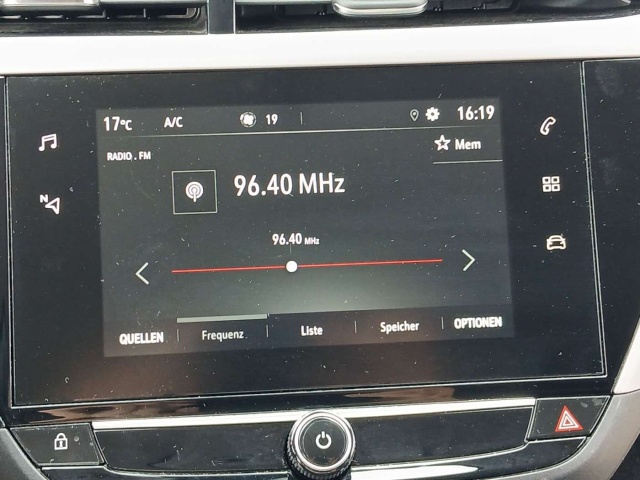 17°C A/C 19 16:19
RADIO . FM
Mem
N
96.40 MHz
96.40 MHz
QUELLEN Frequenz Liste Speicher OPTIONEN